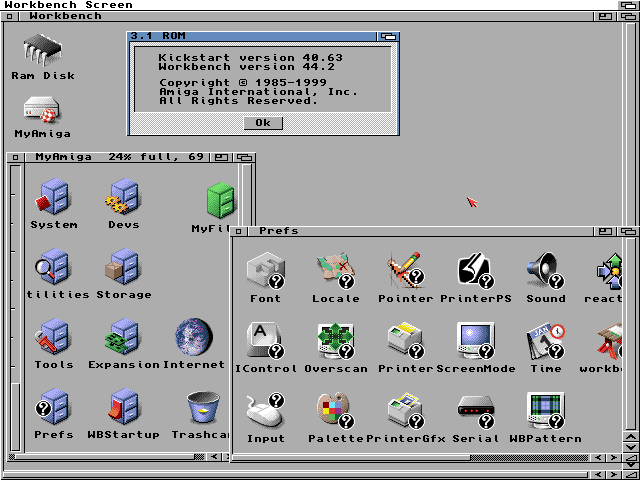 Workbench Screen
Workbench
Ram Disk
MyAmiga
3.1 ROM
Kickstart version 40.63
Workbench version 44.2
Copyright © 1985-1999
Amiga International, Inc.
All Rights Reserved.
Ok
MyAmiga 24% full, 69
System Devs MyFil
tilities Storage
Tools Expansion Internet
Prefs WBStartup Trashca
Prefs
Font Locale Pointer PrinterPS Sound react
IControl Overscan Printer ScreenMode Time workb
Input Palette PrinterGfx Serial WBPattern